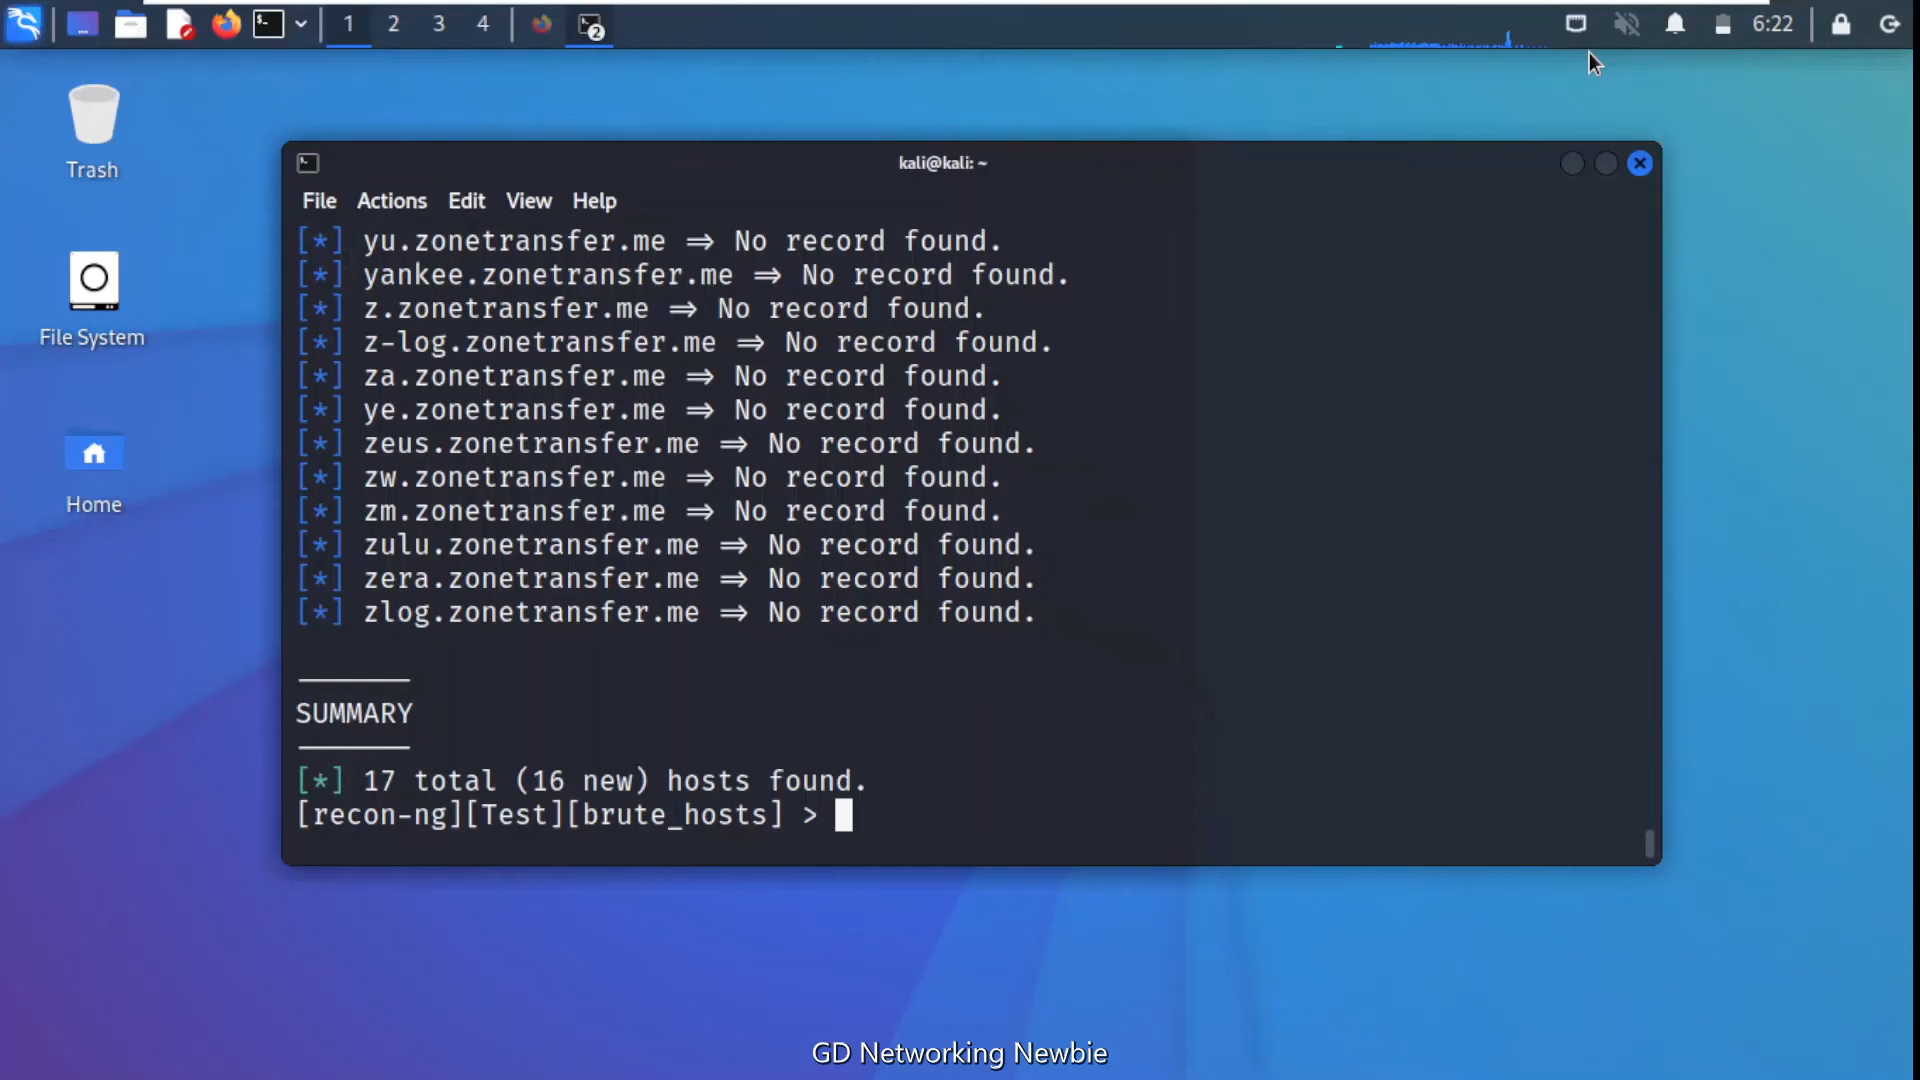 1 2 3 4
2
6:22
Trash
File System
Home
kali@kali: ~
File Actions Edit View Help
[*] yu.zonetransfer.me ⇒ No record found.
[*] yankee.zonetransfer.me ⇒ No record found.
[*] z.zonetransfer.me ⇒ No record found.
[*] z-log.zonetransfer.me ⇒ No record found.
[*] za.zonetransfer.me ⇒ No record found.
[*] ye.zonetransfer.me ⇒ No record found.
[*] zeus.zonetransfer.me ⇒ No record found.
[*] zw.zonetransfer.me ⇒ No record found.
[*] zm.zonetransfer.me ⇒ No record found.
[*] zulu.zonetransfer.me ⇒ No record found.
[*] zera.zonetransfer.me ⇒ No record found.
[*] zlog.zonetransfer.me ⇒ No record found.
SUMMARY
[*] 17 total (16 new) hosts found.
[recon-ng][Test][brute_hosts] >
GD Networking Newbie